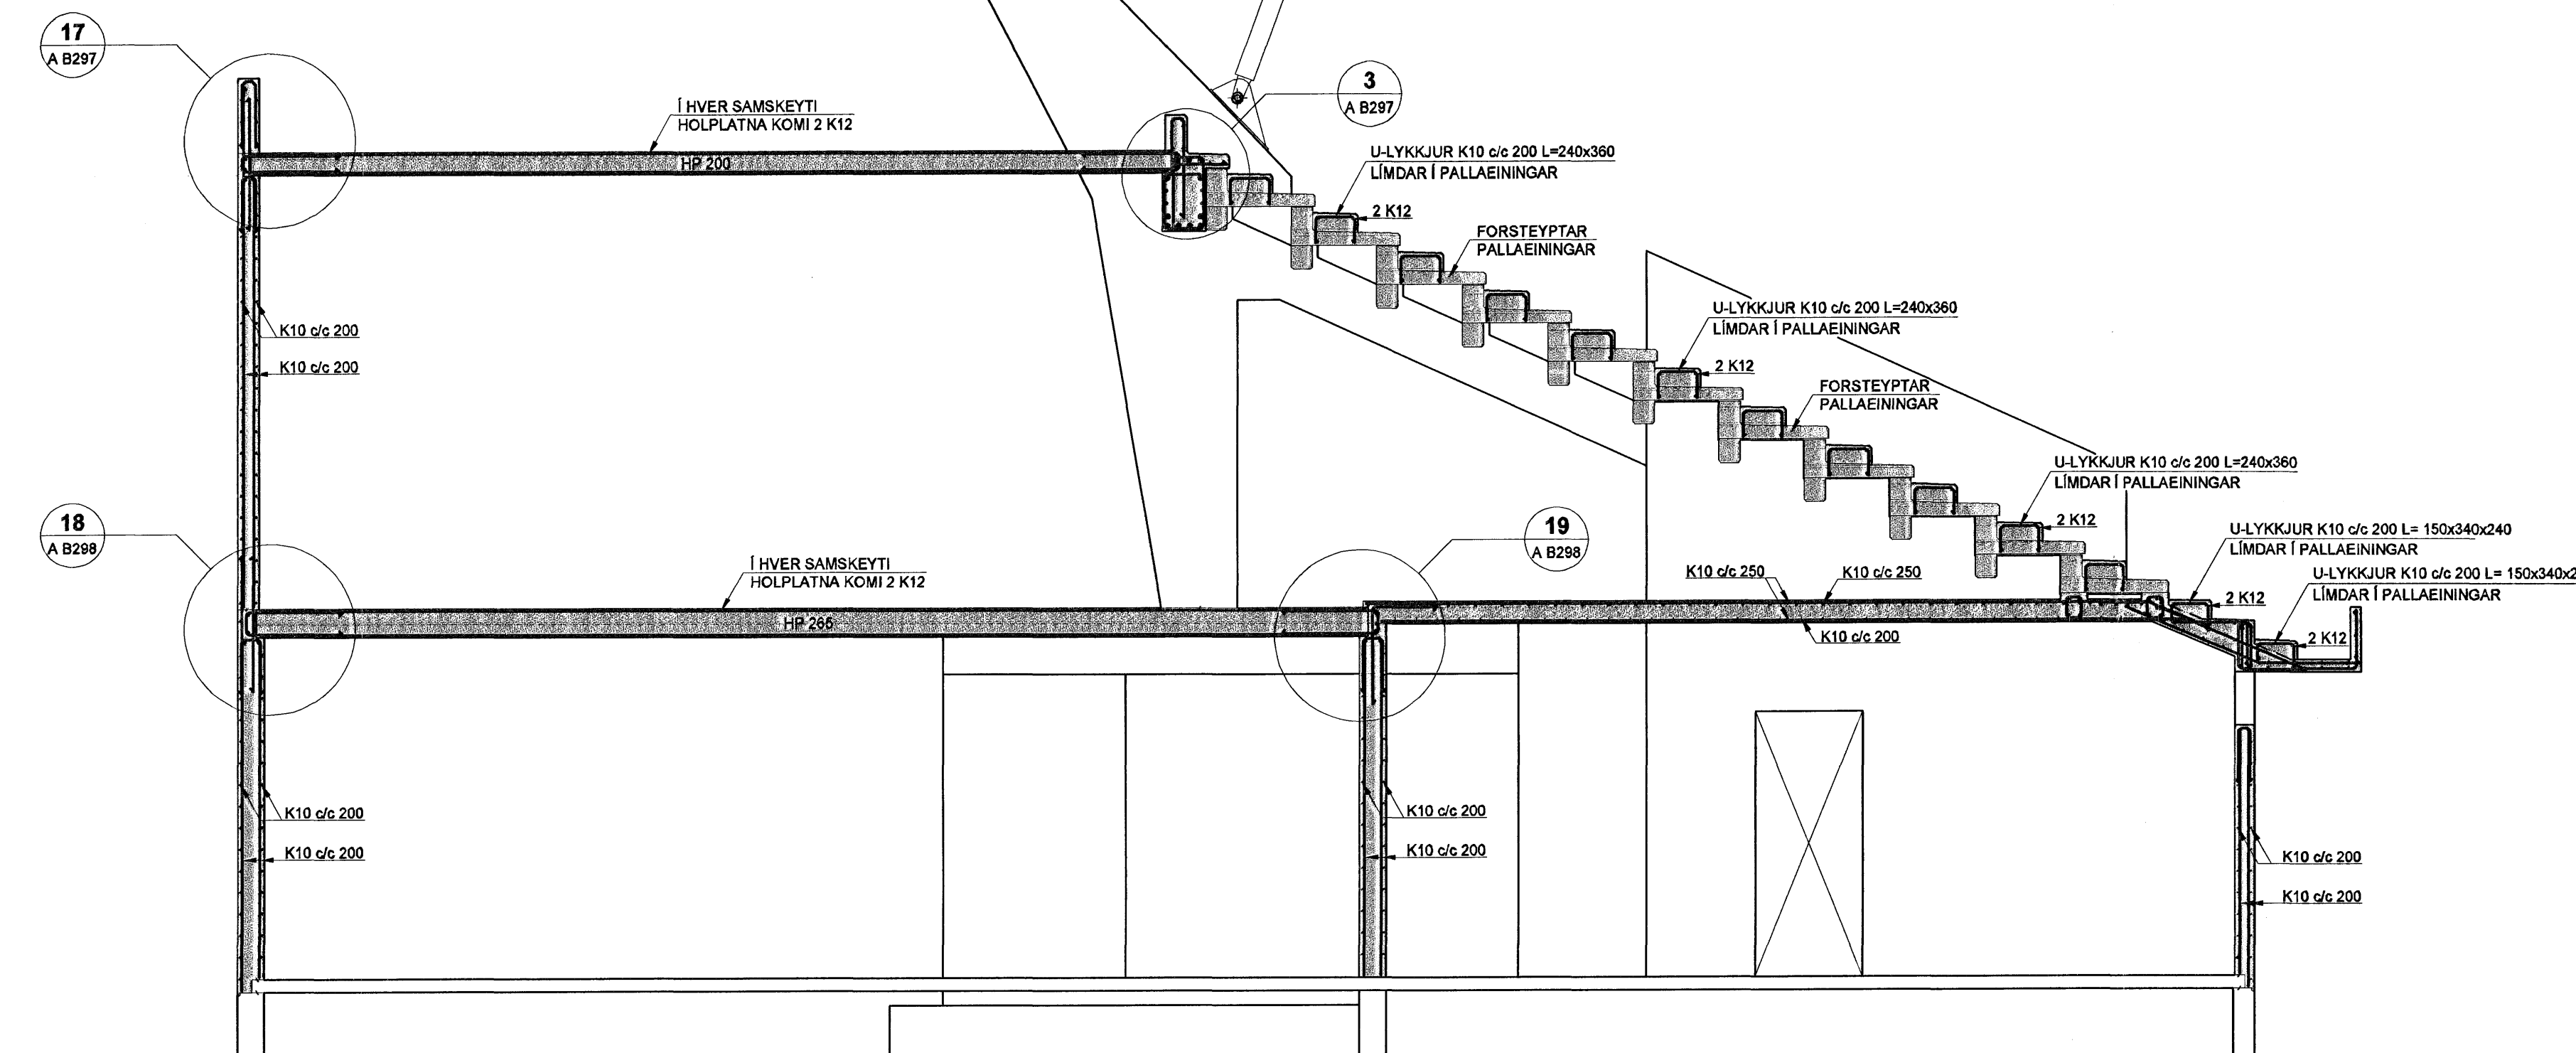 17
A B297
3
A B297
Í HVER SAMSKEYTI
HOLPLATNA KOMI 2 K12
HP 200
U-LYKKJUR K10 c/c 200 L=240x360
LÍMDAR Í PALLAEININGAR
2 K12
FORSTEYPTAR
PALLAEININGAR
K10 c/c 200
K10 c/c 200
U-LYKKJUR K10 c/c 200 L=240x360
LÍMDAR Í PALLAEININGAR
2 K12
FORSTEYPTAR
PALLAEININGAR
U-LYKKJUR K10 c/c 200 L=240x360
LÍMDAR Í PALLAEININGAR
2 K12
18
A B298
19
A B298
U-LYKKJUR K10 c/c 200 L= 150x340x240
LÍMDAR Í PALLAEININGAR
Í HVER SAMSKEYTI
HOLPLATNA KOMI 2 K12
K10 c/c 250
K10 c/c 250
U-LYKKJUR K10 c/c 200 L= 150x340x2
LÍMDAR Í PALLAEININGAR
2 K12
HP 265
K10 c/c 200
2 K12
K10 c/c 200
K10 c/c 200
K10 c/c 200
K10 c/c 200
K10 c/c 200
K10 c/c 200